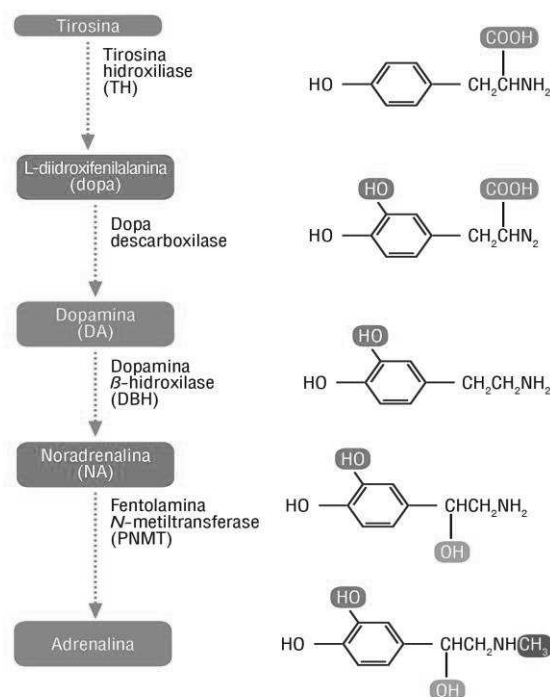 Tirosina
Tirosina
hidroxiliase
(TH)
COOH
HO
CH₂CHNH₂
L-diidroxifenilalanina
(dopa)
Dopa
descarboxilase
HO
COOH
HO
CH₂CHN₂
Dopamina
(DA)
Dopamina
β-hidroxilase
(DBH)
HO
HO
CH₂CH₂NH₂
Noradrenalina
(NA)
Fentolamina
N-metiltransferase
(PNMT)
HO
HO
CHCH₂NH₂
OH
Adrenalina
HO
HO
CHCH₂NHCH₃
OH